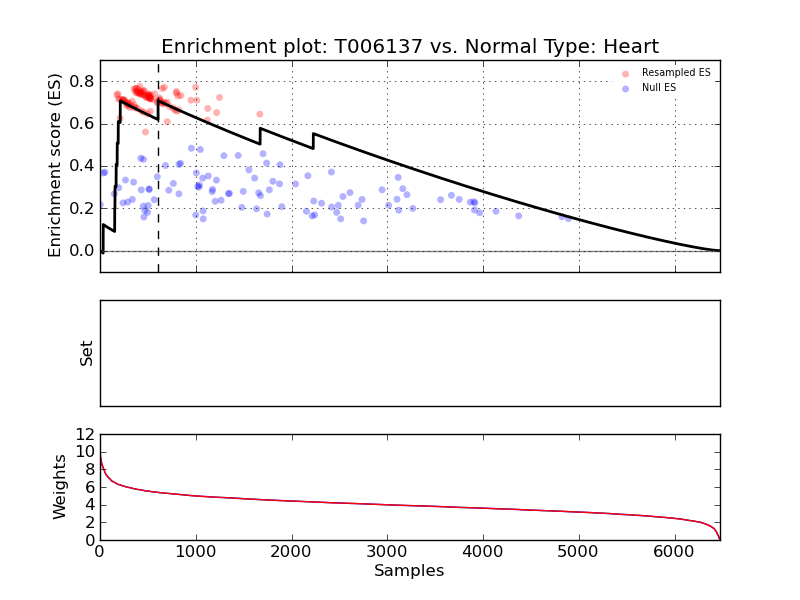 Enrichment plot: T006137 vs. Normal Type: Heart
Enrichment score (ES)
0.8
0.6
0.4
0.2
0.0
Resampled ES
Null ES
Set
Weights
12
10
8
6
4
2
0
0 1000 2000 3000 4000 5000 6000
Samples